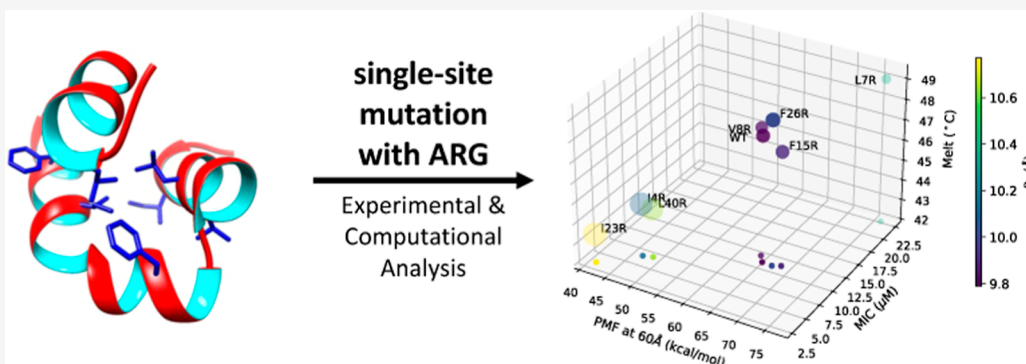 single-site
mutation
with ARG
Experimental &
Computational
Analysis
L7R
F26R
V8R
WT
F15R
I4R
L40R
I23R
49
48
47
46
45
44
43
42
Melt (°C)
40
45
50
55
60
65
70
75
PMF at 60Å (kcal/mol)
2.5
5.0
7.5
10.0
12.5
15.0
17.5
20.0
22.5
MIC (μM)
10.6
10.4
10.2
10.0
9.8